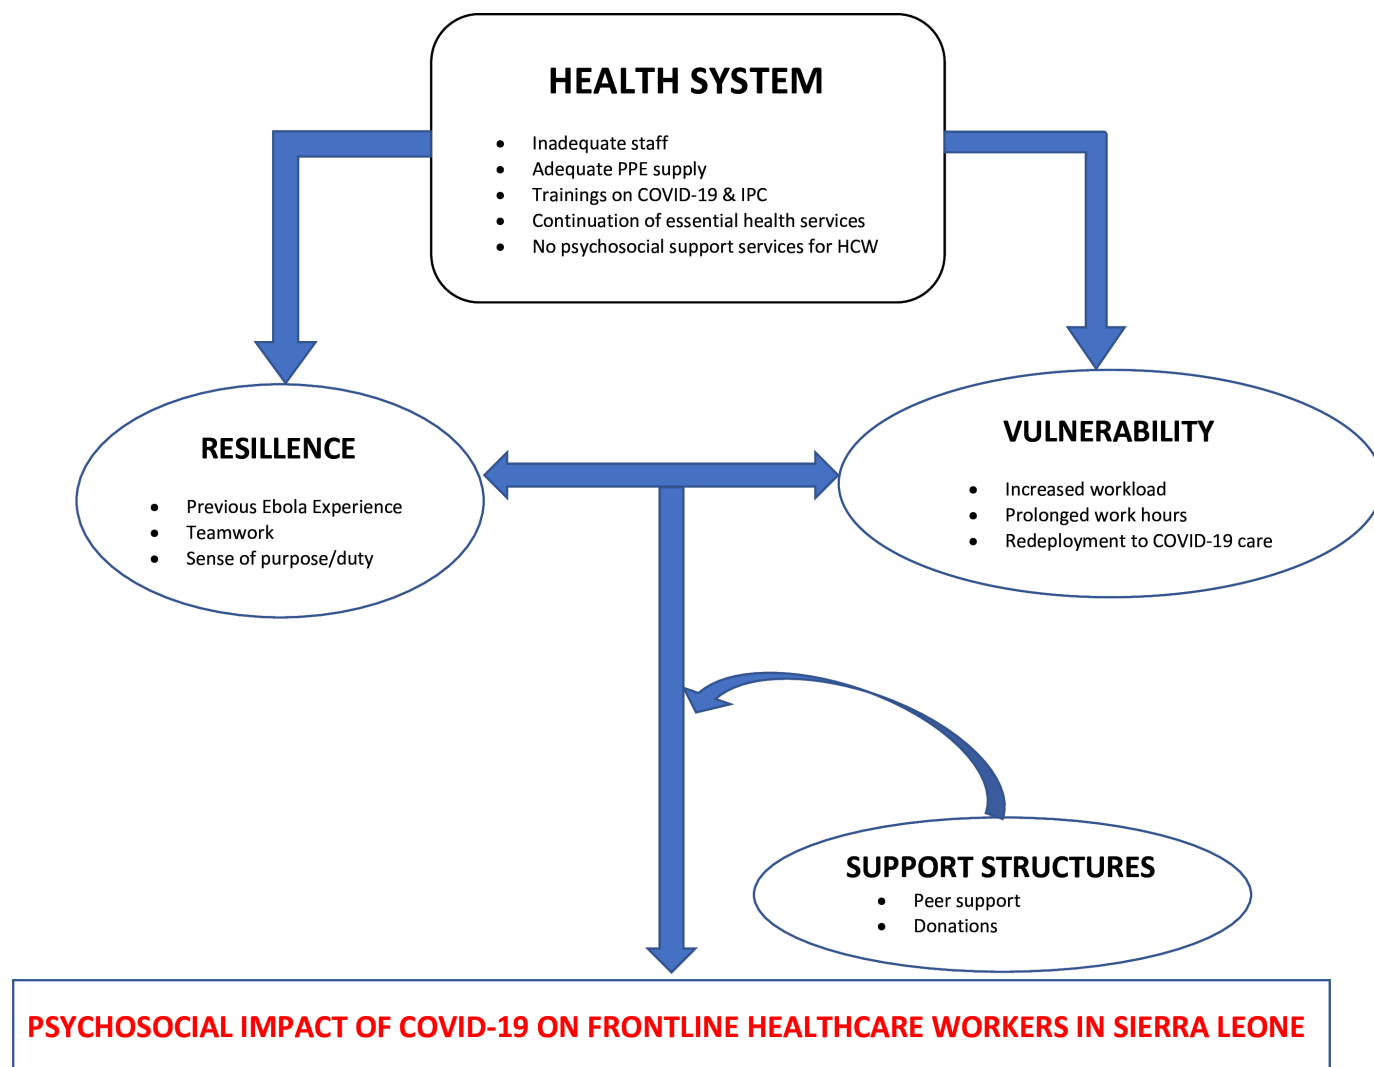 HEALTH SYSTEM
• Inadequate staff
• Adequate PPE supply
• Trainings on COVID-19 & IPC
• Continuation of essential health services
• No psychosocial support services for HCW
RESILLENCE
• Previous Ebola Experience
• Teamwork
• Sense of purpose/duty
VULNERABILITY
• Increased workload
• Prolonged work hours
• Redeployment to COVID-19 care
SUPPORT STRUCTURES
• Peer support
• Donations
PSYCHOSOCIAL IMPACT OF COVID-19 ON FRONTLINE HEALTHCARE WORKERS IN SIERRA LEONE